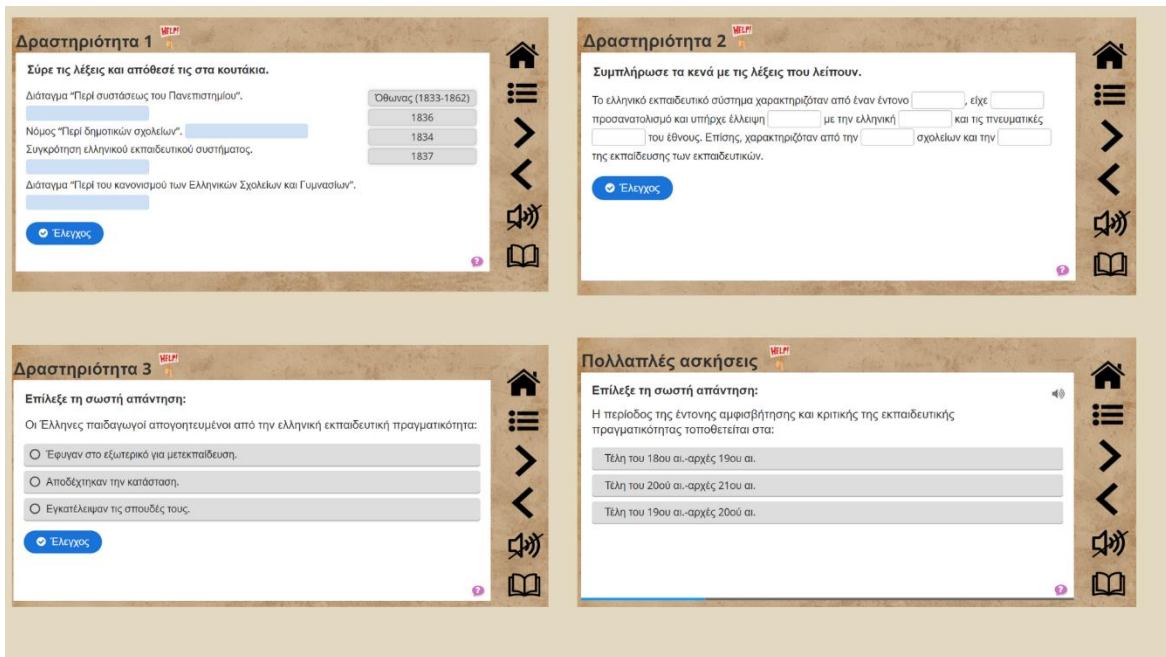 Δραστηριότητα 1 HELP!
Σύρε τις λέξεις και απόθεσέ τις στα κουτάκια.
Διάταγμα "Περί συστάσεως του Πανεπιστημίου".
Νόμος "Περί δημοτικών σχολείων".
Συγκρότηση ελληνικού εκπαιδευτικού συστήματος.
Διάταγμα "Περί του κανονισμού των Ελληνικών Σχολείων και Γυμνασίων".
Όθωνας (1833-1862)
1836
1834
1837
Έλεγχος
?
Δραστηριότητα 2 HELP!
Συμπλήρωσε τα κενά με τις λέξεις που λείπουν.
Το ελληνικό εκπαιδευτικό σύστημα χαρακτηριζόταν από έναν έντονο , είχε
προσανατολισμό και υπήρχε έλλειψη με την ελληνική και τις πνευματικές
του έθνους. Επίσης, χαρακτηριζόταν από την σχολείων και την
της εκπαίδευσης των εκπαιδευτικών.
Έλεγχος
?
Δραστηριότητα 3 HELP!
Επίλεξε τη σωστή απάντηση:
Οι Έλληνες παιδαγωγοί απογοητευμένοι από την ελληνική εκπαιδευτική πραγματικότητα:
Έφυγαν στο εξωτερικό για μετεκπαίδευση.
Αποδέχτηκαν την κατάσταση.
Εγκατέλειψαν τις σπουδές τους.
Έλεγχος
?
Πολλαπλές ασκήσεις HELP!
Επίλεξε τη σωστή απάντηση:
Η περίοδος της έντονης αμφισβήτησης και κριτικής της εκπαιδευτικής
πραγματικότητας τοποθετείται στα:
Τέλη του 18ου αι.-αρχές 19ου αι.
Τέλη του 20ού αι.-αρχές 21ου αι.
Τέλη του 19ου αι.-αρχές 20ού αι.
?